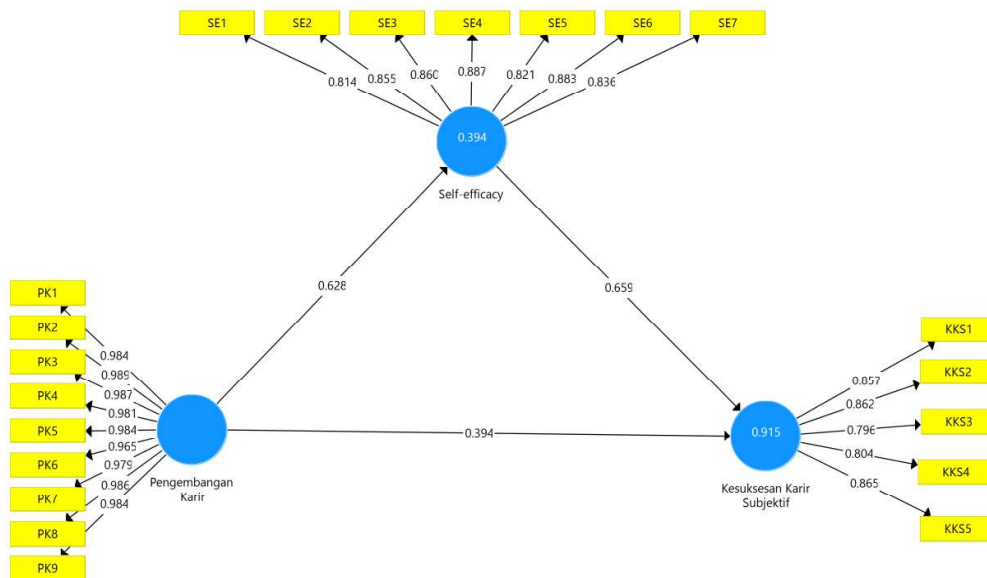 SE1 SE2 SE3 SE4 SE5 SE6 SE7
0.814 0.855 0.860 0.887 0.821 0.883 0.836
0.394
Self-efficacy
0.628
0.659
PK1
PK2
PK3
PK4
PK5
PK6
PK7
PK8
PK9
0.984
0.989
0.987
0.981
0.984
0.965
0.979
0.986
0.984
Pengembangan
Karir
0.394
0.915
Kesuksesan Karir
Subjektif
0.857
0.862
0.796
0.804
0.865
KKS1
KKS2
KKS3
KKS4
KKS5